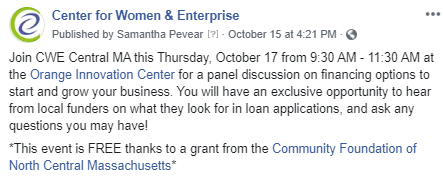 Center for Women & Enterprise
Published by Samantha Pevear [?] · October 15 at 4:21 PM ·
Join CWE Central MA this Thursday, October 17 from 9:30 AM - 11:30 AM at
the Orange Innovation Center for a panel discussion on financing options to
start and grow your business. You will have an exclusive opportunity to hear
from local funders on what they look for in loan applications, and ask any
questions you may have!
*This event is FREE thanks to a grant from the Community Foundation of
North Central Massachusetts*